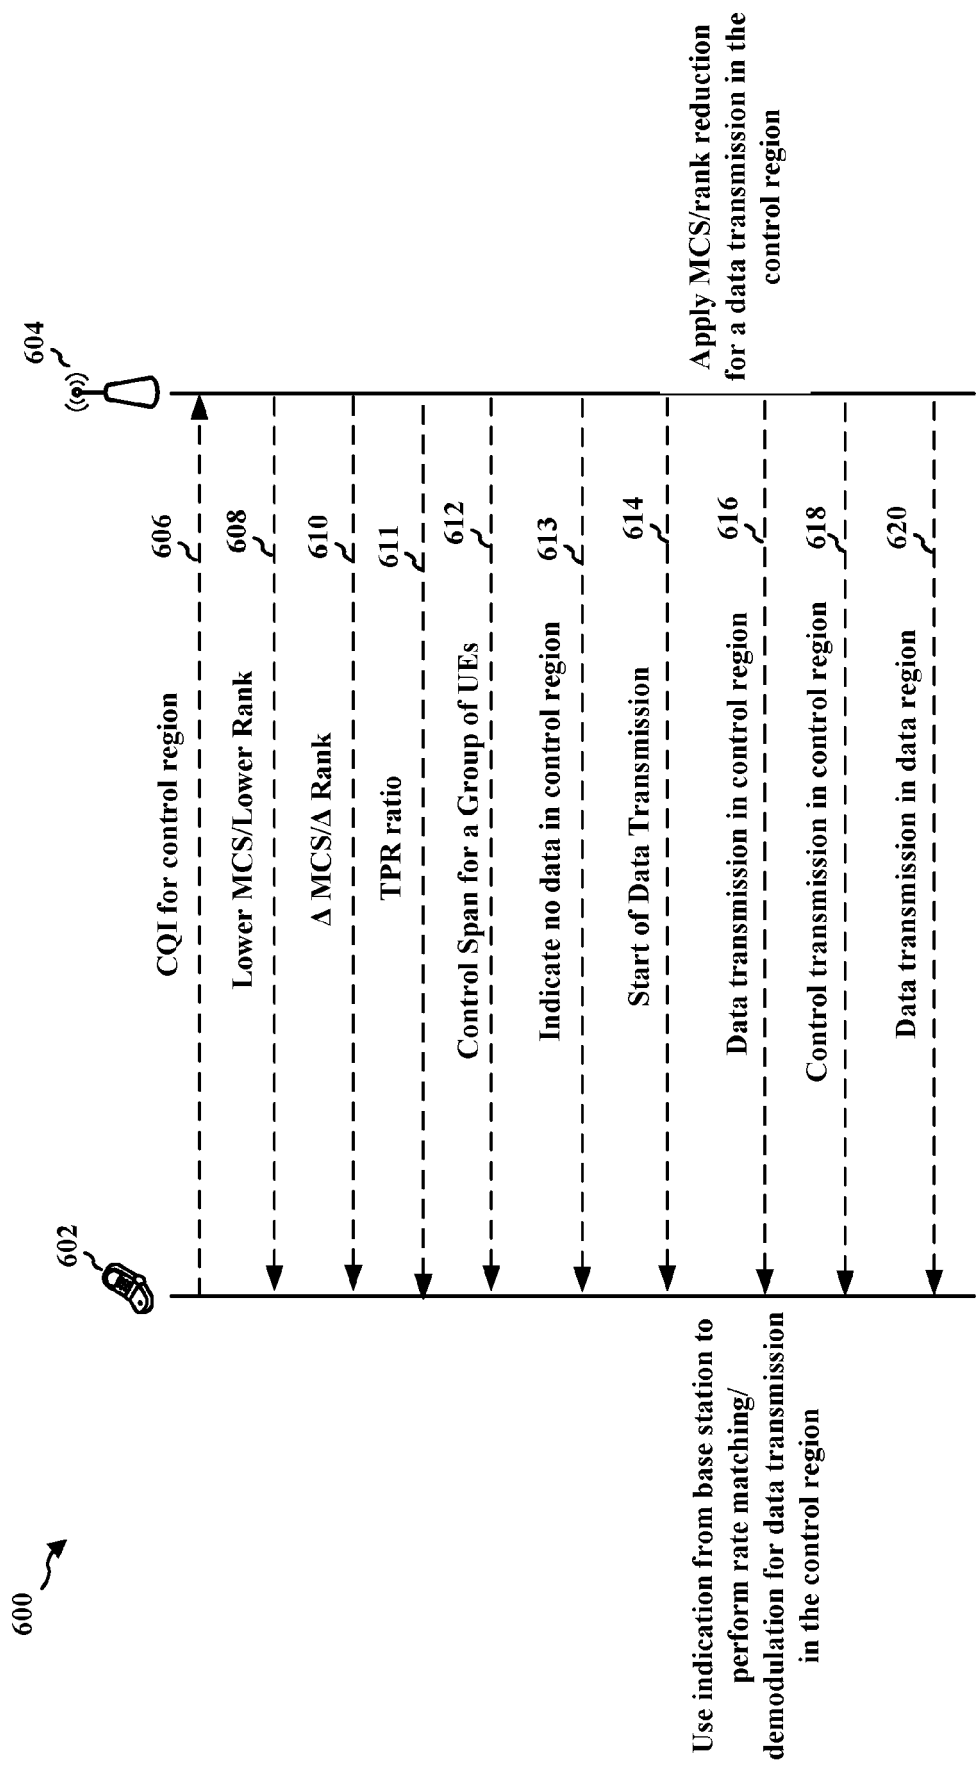 600
602
604
CQI for control region
606
Lower MCS/Lower Rank
608
Δ MCS/Δ Rank
610
TPR ratio
611
Control Span for a Group of UEs
612
Indicate no data in control region
613
Start of Data Transmission
614
Use indication from base station to
perform rate matching/
demodulation for data transmission
in the control region
Data transmission in control region
616
Apply MCS/rank reduction
for a data transmission in the
control region
Control transmission in control region
618
Data transmission in data region
620